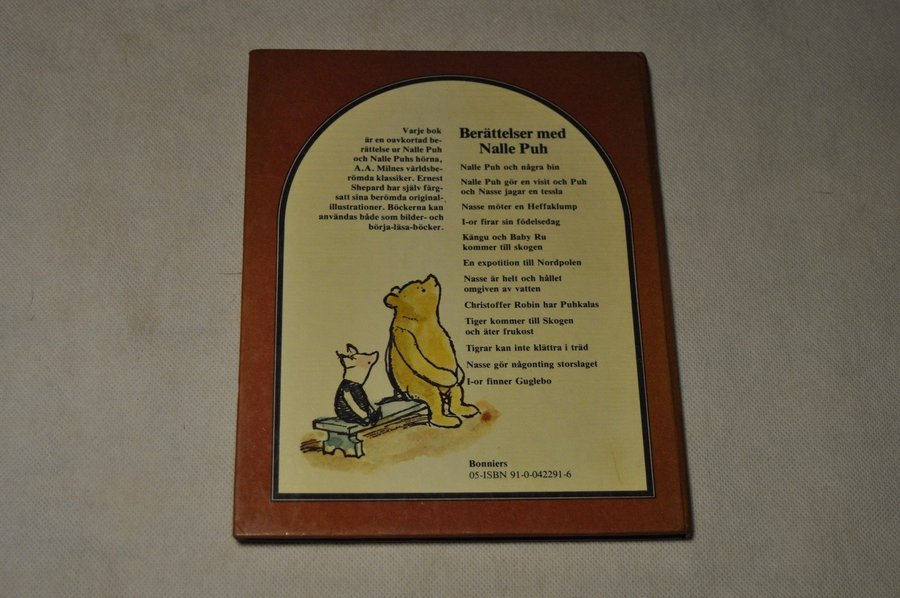 Varje bok
är en oavkortad be-
rättelse ur Nalle Puh
och Nalle Puhs hörna,
A.A. Milnes världsbe-
römda klassiker. Ernest
Shepard har själv färg-
satt sina berömda original-
illustrationer. Böckerna kan
användas både som bilder- och
börja-läsa-böcker.
Berättelser med
Nalle Puh
Nalle Puh och några bin
Nalle Puh gör en visit och Puh
och Nasse jagar en tessla
Nasse möter en Heffaklump
I-or firar sin födelsedag
Kängu och Baby Ru
kommer till skogen
En expotition till Nordpolen
Nasse är helt och hållet
omgiven av vatten
Christoffer Robin har Puhkalas
Tiger kommer till Skogen
och äter frukost
Tigrar kan inte klättra i träd
Nasse gör någonting storslaget
I-or finner Guglebo
Bonniers
05-ISBN 91-0-042291-6